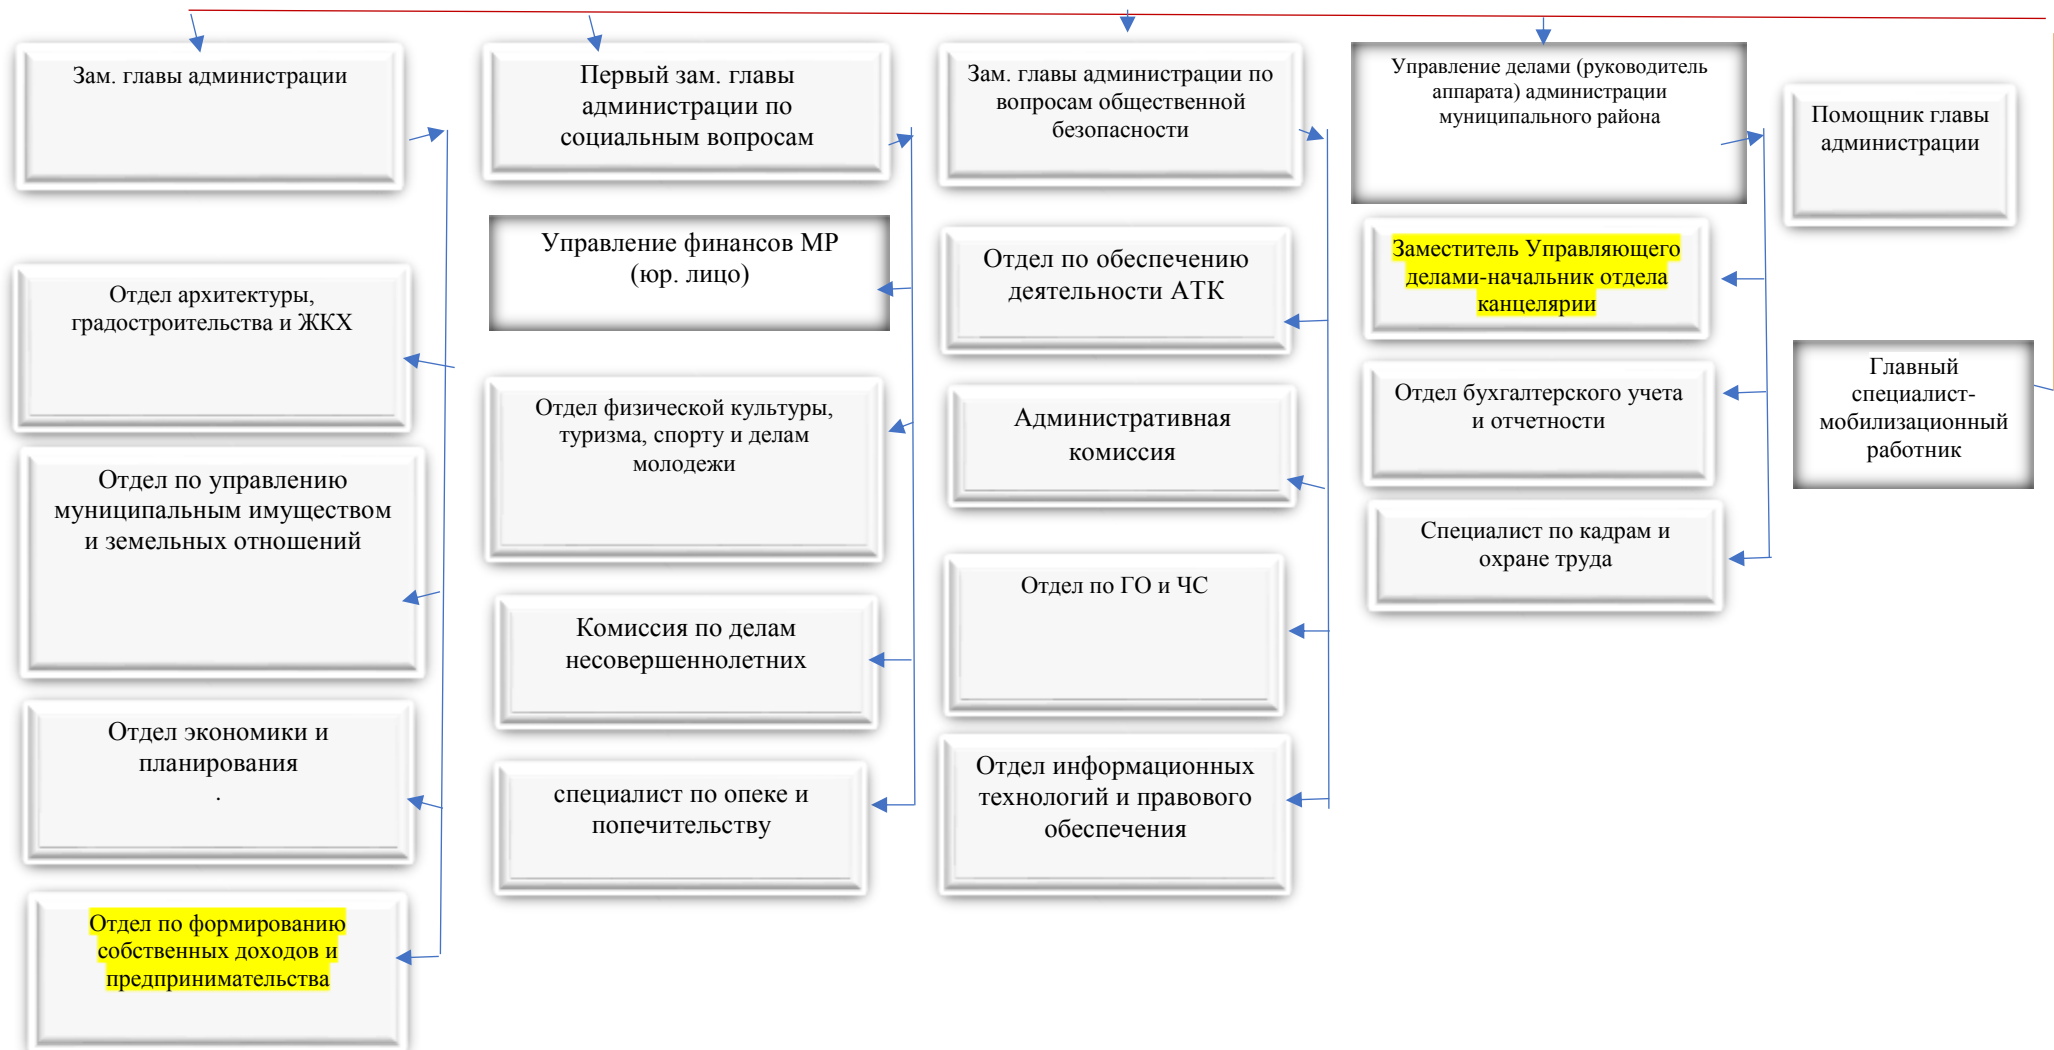 Зам. главы администрации
Первый зам. главы
администрации по
социальным вопросам
Зам. главы администрации по
вопросам общественной
безопасности
Управление делами (руководитель
аппарата) администрации
муниципального района
Помощник главы
администрации
Отдел архитектуры,
градостроительства и ЖКХ
Отдел по управлению
муниципальным имуществом
и земельных отношений
Отдел экономики и
планирования
.
Отдел по формированию
собственных доходов и
предпринимательства
Управление финансов МР
(юр. лицо)
Отдел физической культуры,
туризма, спорту и делам
молодежи
Комиссия по делам
несовершеннолетних
специалист по опеке и
попечительству
Отдел по обеспечению
деятельности АТК
Административная
комиссия
Отдел по ГО и ЧС
Отдел информационных
технологий и правового
обеспечения
Заместитель Управляющего
делами-начальник отдела
канцелярии
Отдел бухгалтерского учета
и отчетности
Специалист по кадрам и
охране труда
Главный
специалист-
мобилизационный
работник